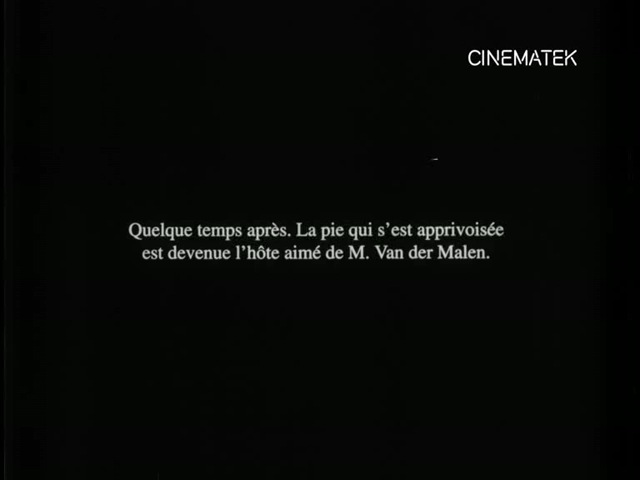 CINEMATEK
Quelque temps après. La pie qui s'est apprivoisée
est devenue l'hôte aimé de M. Van der Malen.